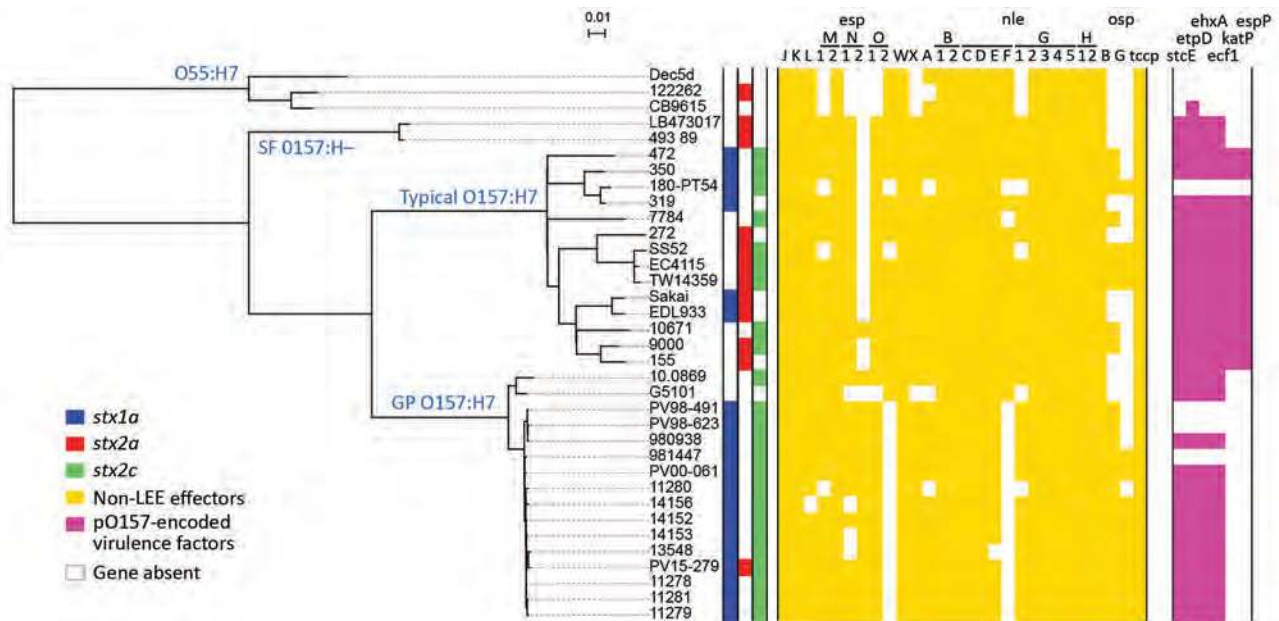 0.01
esp nle osp ehxA espP
M N O B G H etpD katP
J K L 1 2 1 2 1 2 W X A 1 2 C D E F 1 2 3 4 5 1 2 B G tccp stcE ecf1
O55:H7
Dec5d
122262
CB9615
LB473017
SF 0157:H–
493 89
472
350
Typical O157:H7
180-PT54
319
7784
272
SS52
EC4115
TW14359
Sakai
EDL933
10671
9000
155
10.0869
GP O157:H7
G5101
PV98-491
PV98-623
980938
981447
PV00-061
11280
14156
14152
14153
13548
PV15-279
11278
11281
11279
stx1a
stx2a
stx2c
Non-LEE effectors
pO157-encoded
virulence factors
Gene absent